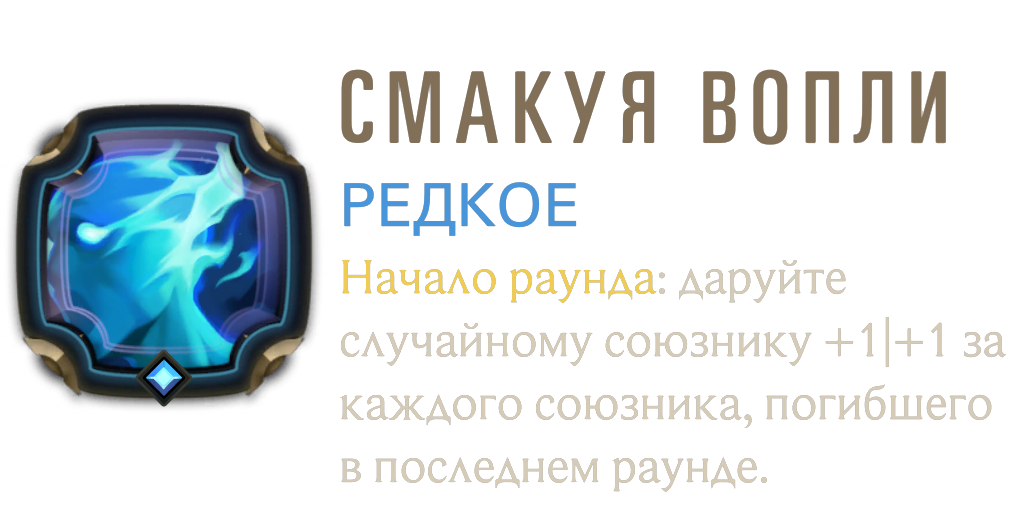 СМАКУЯ ВОПЛИ
РЕДКОЕ
Начало раунда: даруйте
случайному союзнику +1|+1 за
каждого союзника, погибшего
в последнем раунде.